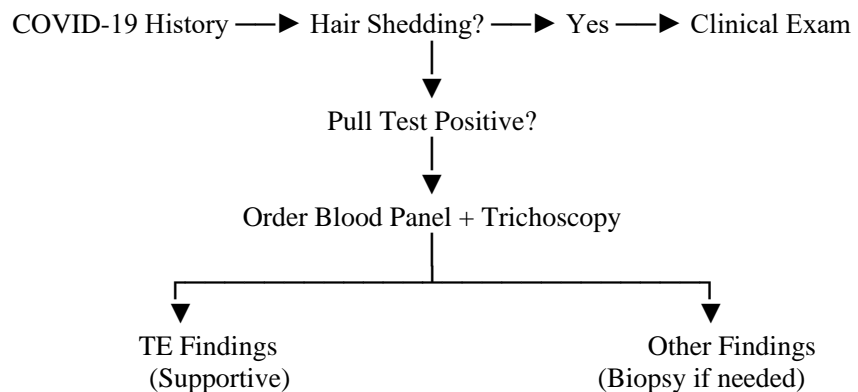 COVID-19 History Hair Shedding? Yes Clinical Exam
Pull Test Positive?
Order Blood Panel + Trichoscopy
TE Findings Other Findings
(Supportive) (Biopsy if needed)